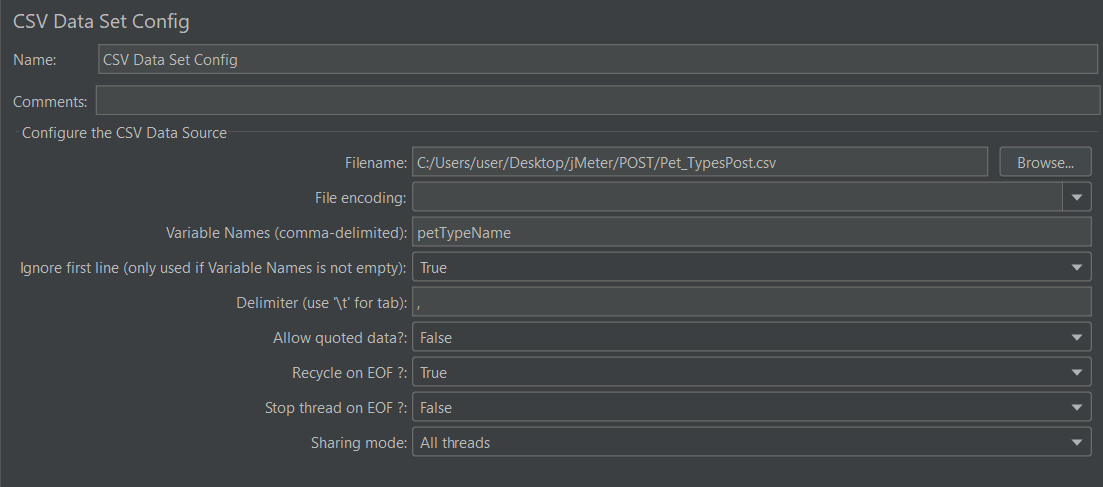 CSV Data Set Config
Name: CSV Data Set Config
Comments:
Configure the CSV Data Source
Filename: C:/Users/user/Desktop/jMeter/POST/Pet_TypesPost.csv Browse...
File encoding:
Variable Names (comma-delimited): petTypeName
Ignore first line (only used if Variable Names is not empty): True
Delimiter (use '\t' for tab): ,
Allow quoted data?: False
Recycle on EOF ?: True
Stop thread on EOF ?: False
Sharing mode: All threads